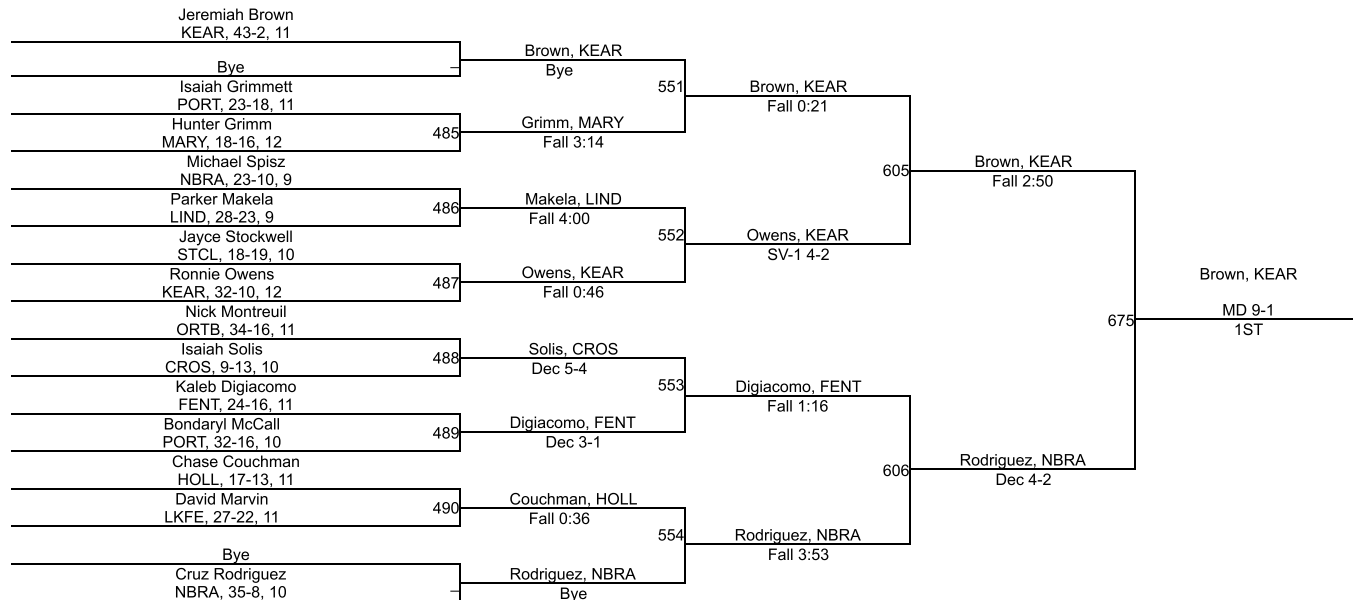 Jeremiah Brown
KEAR, 43-2, 11
Bye
Isaiah Grimmett
PORT, 23-18, 11
Hunter Grimm
MARY, 18-16, 12
485
Michael Spisz
NBRA, 23-10, 9
Parker Makela
LIND, 28-23, 9
486
Jayce Stockwell
STCL, 18-19, 10
Ronnie Owens
KEAR, 32-10, 12
487
Nick Montreuil
ORTB, 34-16, 11
Isaiah Solis
CROS, 9-13, 10
488
Kaleb Digiacomo
FENT, 24-16, 11
Bondaryl McCall
PORT, 32-16, 10
489
Chase Couchman
HOLL, 17-13, 11
David Marvin
LKFE, 27-22, 11
490
Bye
Cruz Rodriguez
NBRA, 35-8, 10
Brown, KEAR
Bye
551
Grimm, MARY
Fall 3:14
Makela, LIND
Fall 4:00
552
Owens, KEAR
Fall 0:46
Solis, CROS
Dec 5-4
553
Digiacomo, FENT
Dec 3-1
Couchman, HOLL
Fall 0:36
554
Rodriguez, NBRA
Bye
Brown, KEAR
Fall 0:21
605
Owens, KEAR
SV-1 4-2
Digiacomo, FENT
Fall 1:16
606
Rodriguez, NBRA
Fall 3:53
Brown, KEAR
Fall 2:50
675
Rodriguez, NBRA
Dec 4-2
Brown, KEAR
MD 9-1
1ST